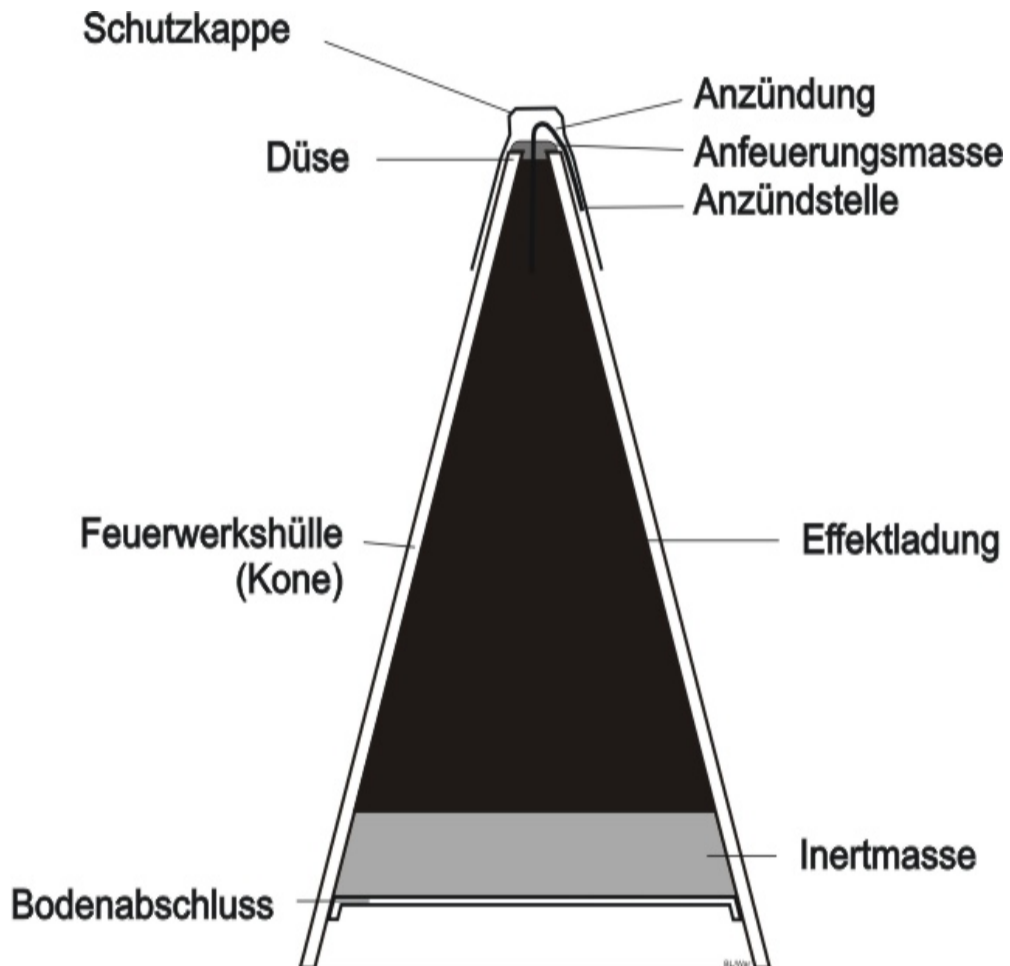 Schutzkappe
Anzündung
Düse
Anfeuerungsmasse
Anzündstelle
Feuerwerkshülle
(Kone)
Effektladung
Inertmasse
Bodenabschluss